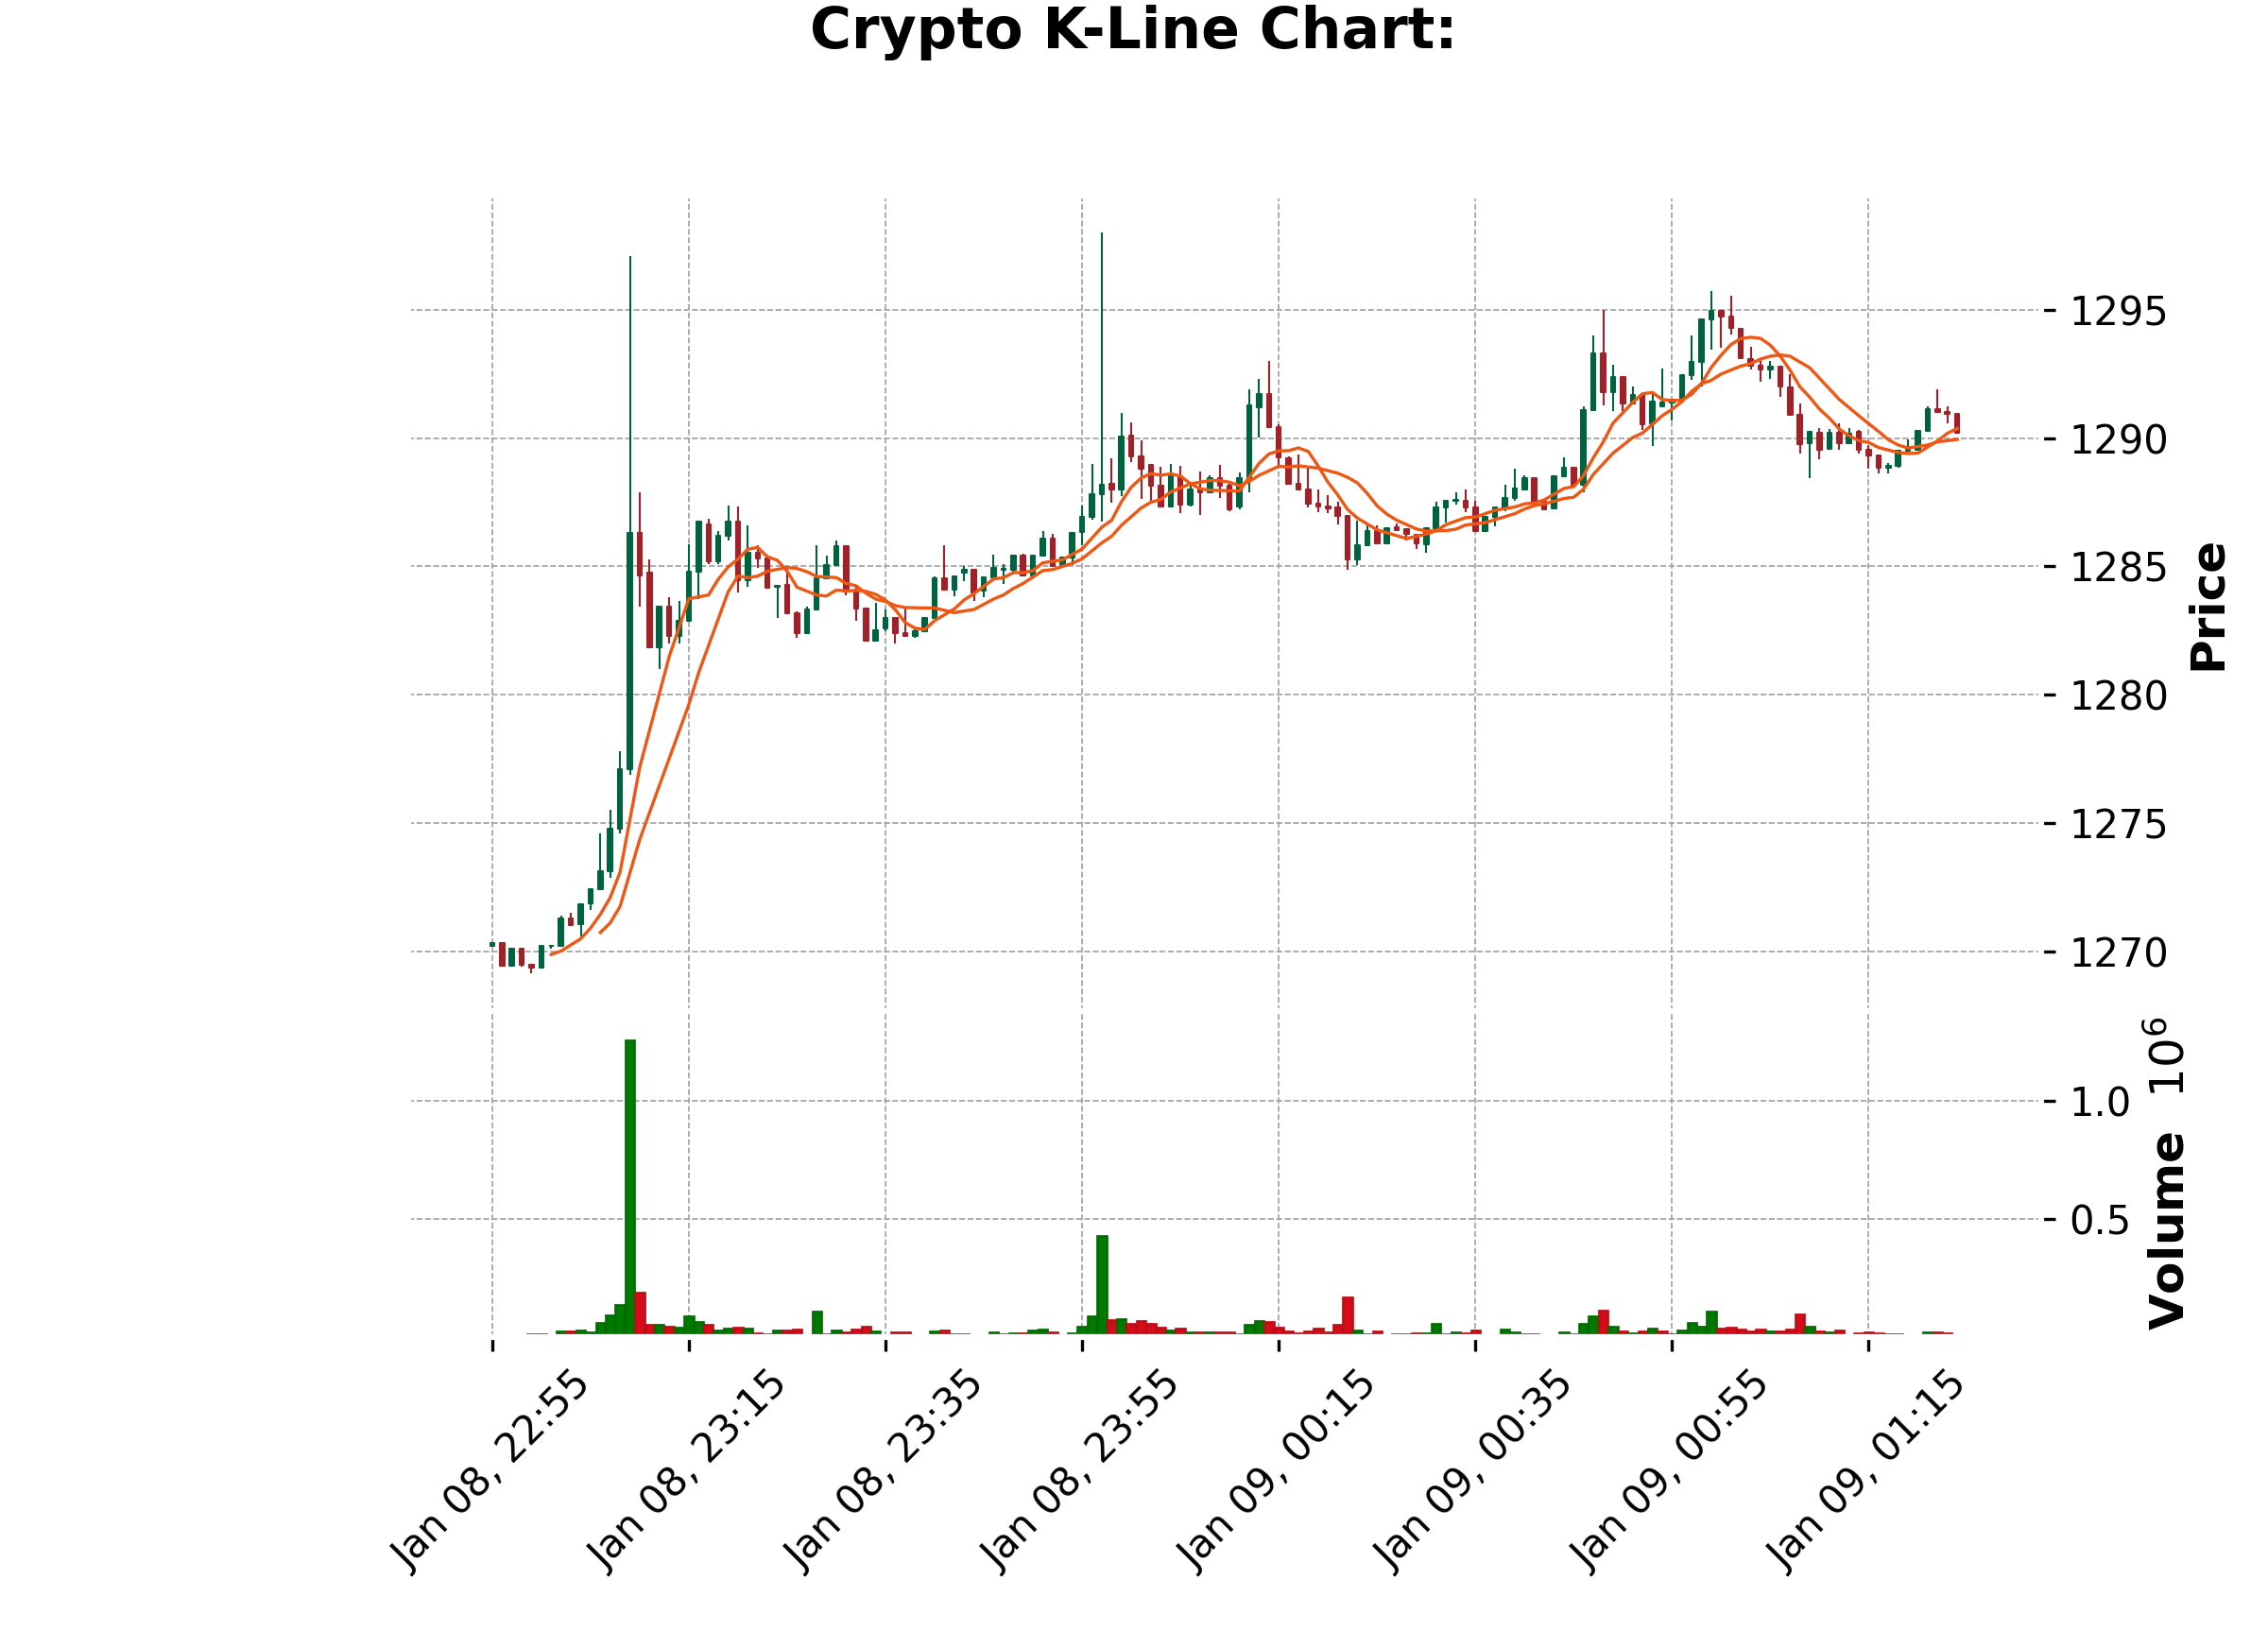 Crypto K-Line Chart:
1295
1290
1285
1280
1275
1270
Price
1.0
0.5
Volume 10⁶
Jan 08, 22:55
Jan 08, 23:15
Jan 08, 23:35
Jan 08, 23:55
Jan 09, 00:15
Jan 09, 00:35
Jan 09, 00:55
Jan 09, 01:15